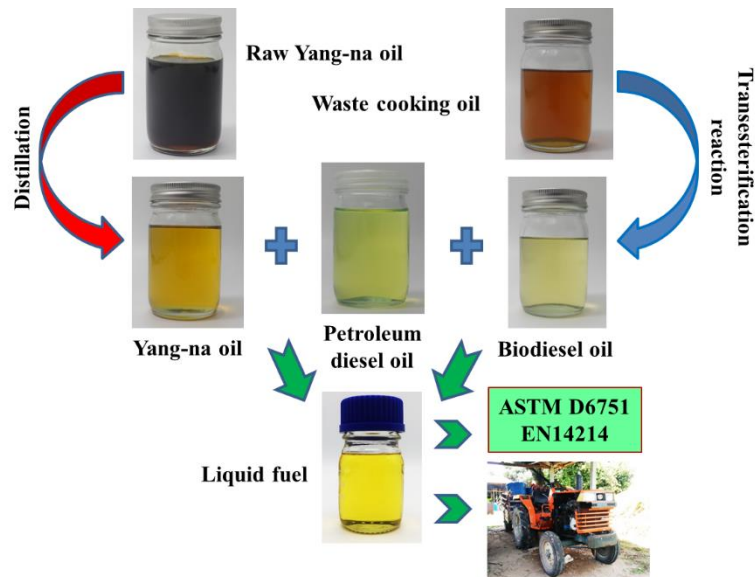 Raw Yang-na oil
Waste cooking oil
Distillation
Transesterification
reaction
Yang-na oil
Petroleum
diesel oil
Biodiesel oil
Liquid fuel
ASTM D6751
EN14214